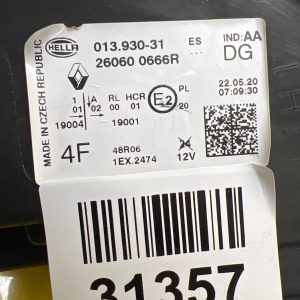 HELLA 013.930-31 ES --- IND:AA
26060 0666R DG
MADE IN CZECH REPUBLIC
22.05.20
07:09:30
1 A RL HCR E2 PL
01 02 00 01 20
19004 19001
4F 48R06 12V
1EX.2474
31357